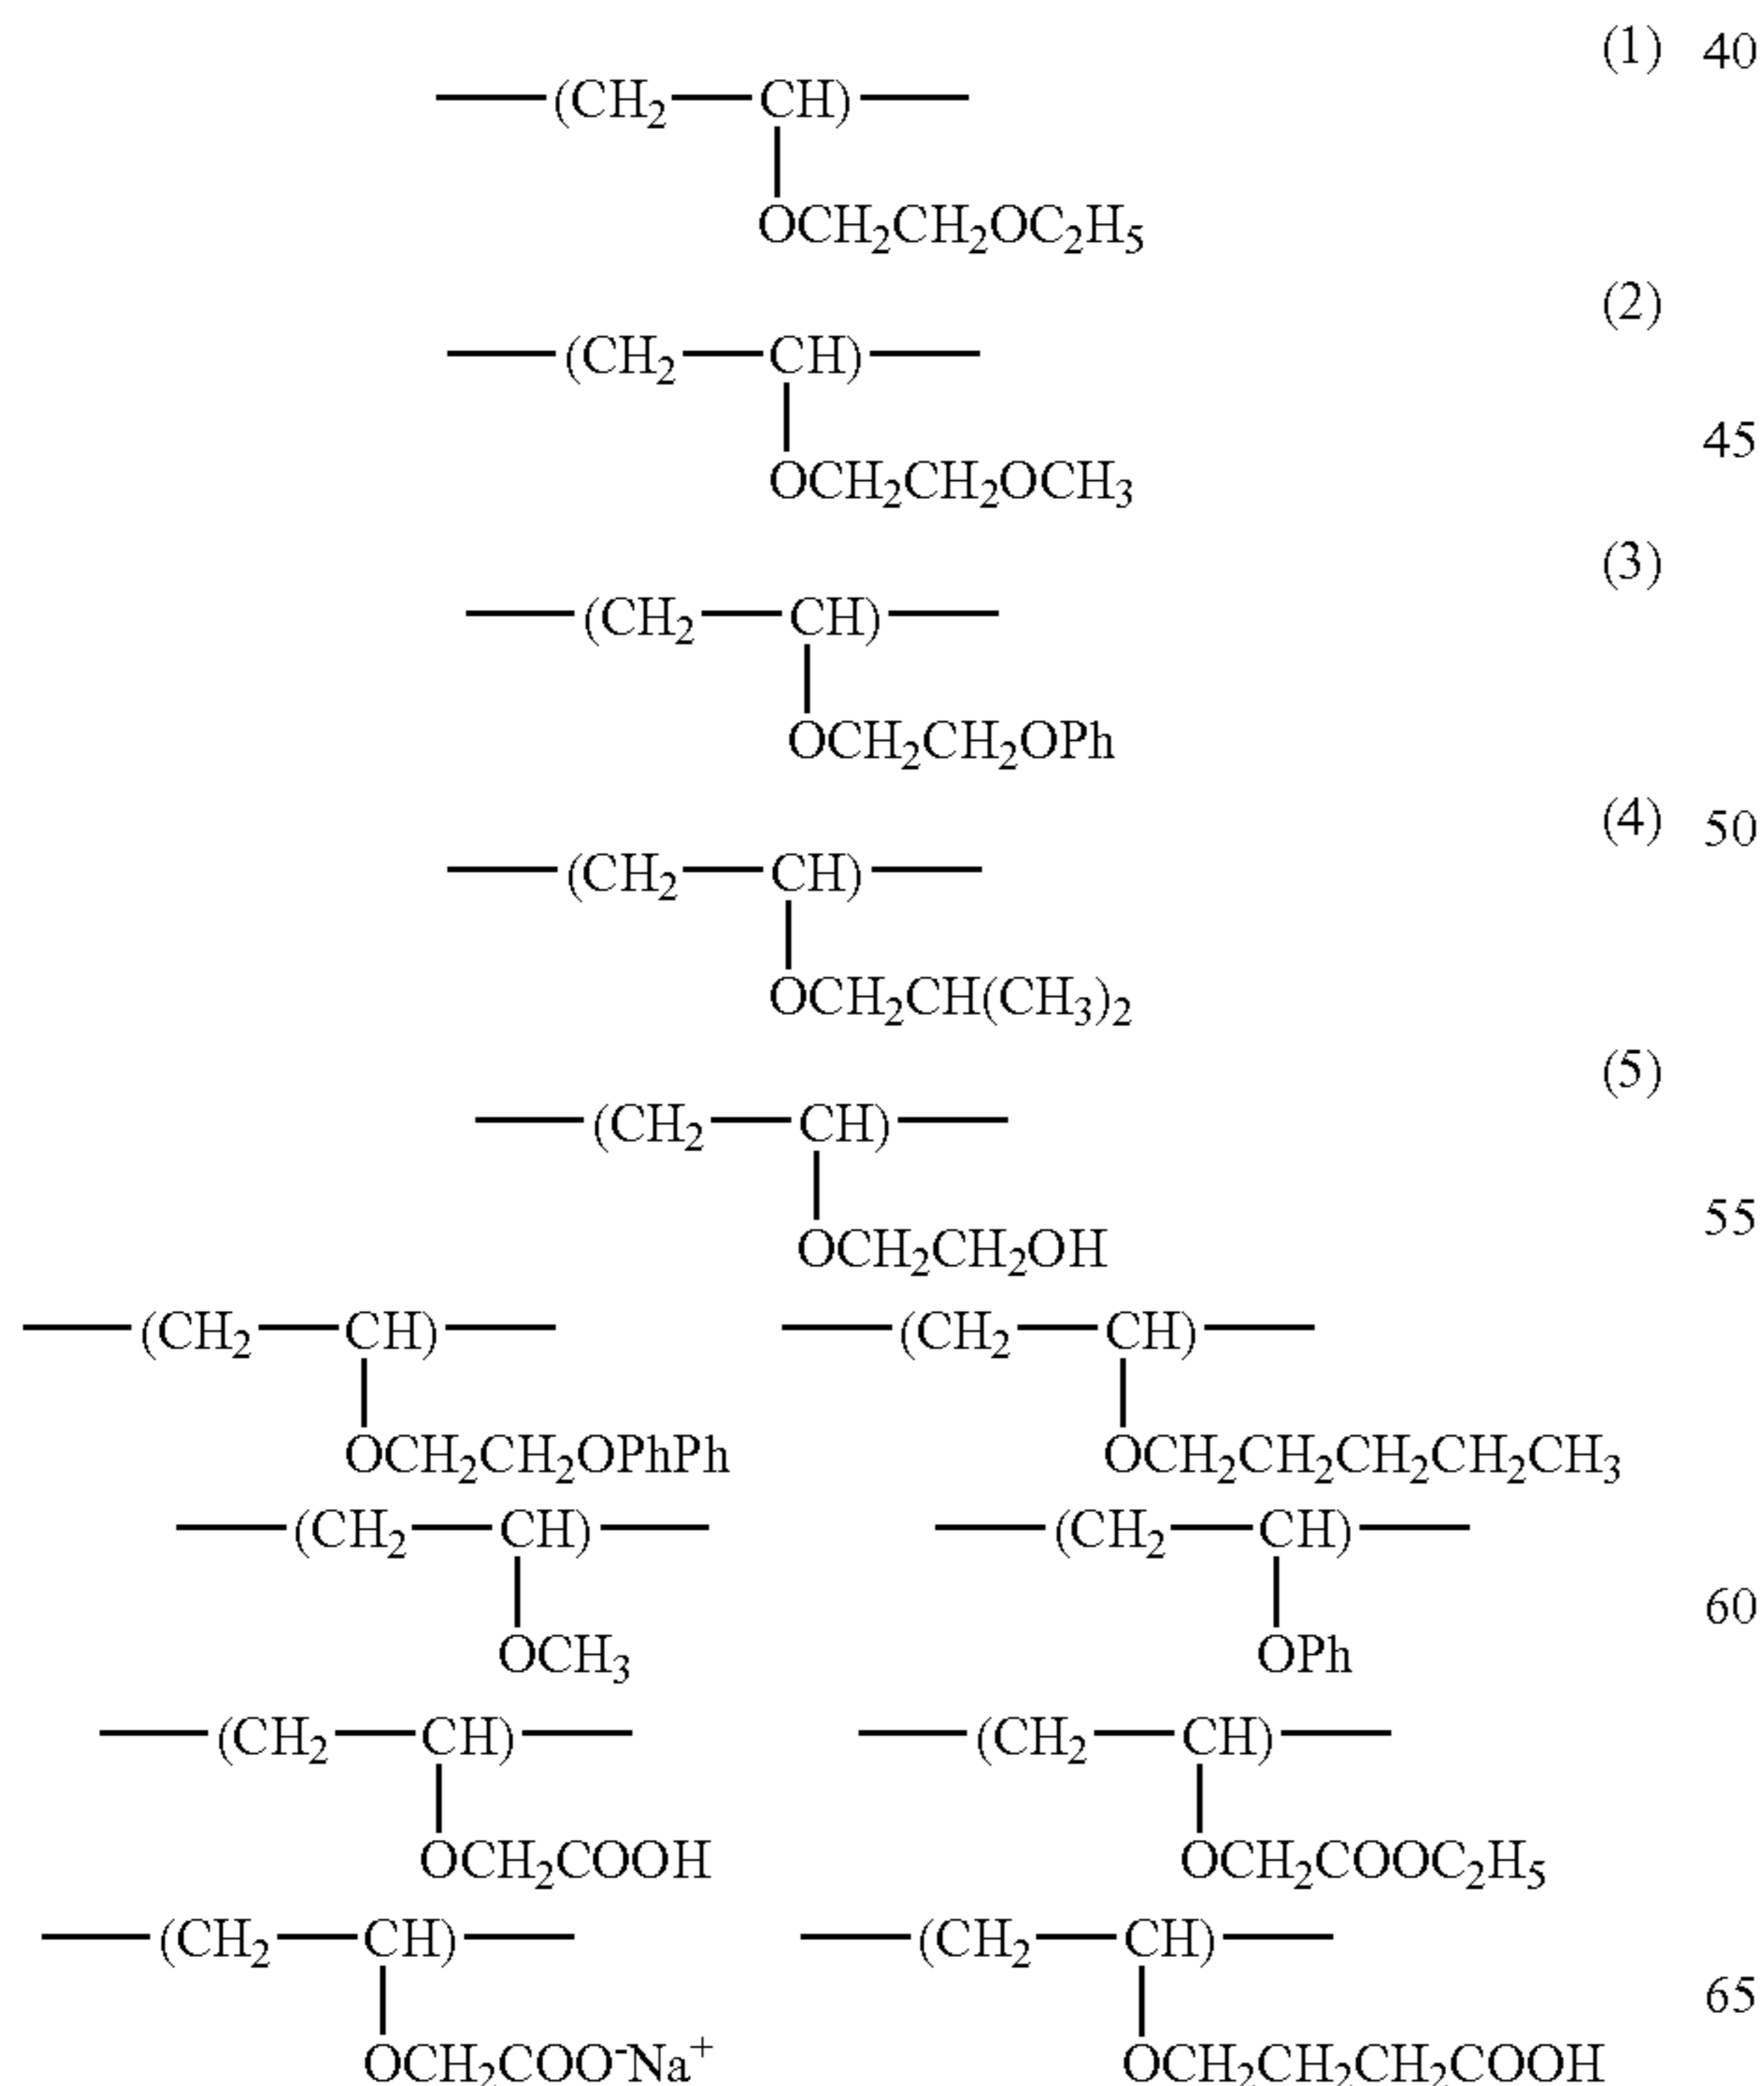 (1) 40
—(CH₂—CH)—
OCH₂CH₂OC₂H₅
(2)
—(CH₂—CH)—
45
OCH₂CH₂OCH₃
(3)
—(CH₂—CH)—
OCH₂CH₂OPh
(4) 50
—(CH₂—CH)—
OCH₂CH(CH₃)₂
(5)
—(CH₂—CH)—
55
OCH₂CH₂OH
—(CH₂—CH)— —(CH₂—CH)—
OCH₂CH₂OPhPh OCH₂CH₂CH₂CH₂CH₃
—(CH₂—CH)— —(CH₂—CH)—
60
OCH₃ OPh
—(CH₂—CH)— —(CH₂—CH)—
OCH₂COOH OCH₂COOC₂H₅
—(CH₂—CH)— —(CH₂—CH)—
65
OCH₂COO⁻Na⁺ OCH₂CH₂CH₂COOH